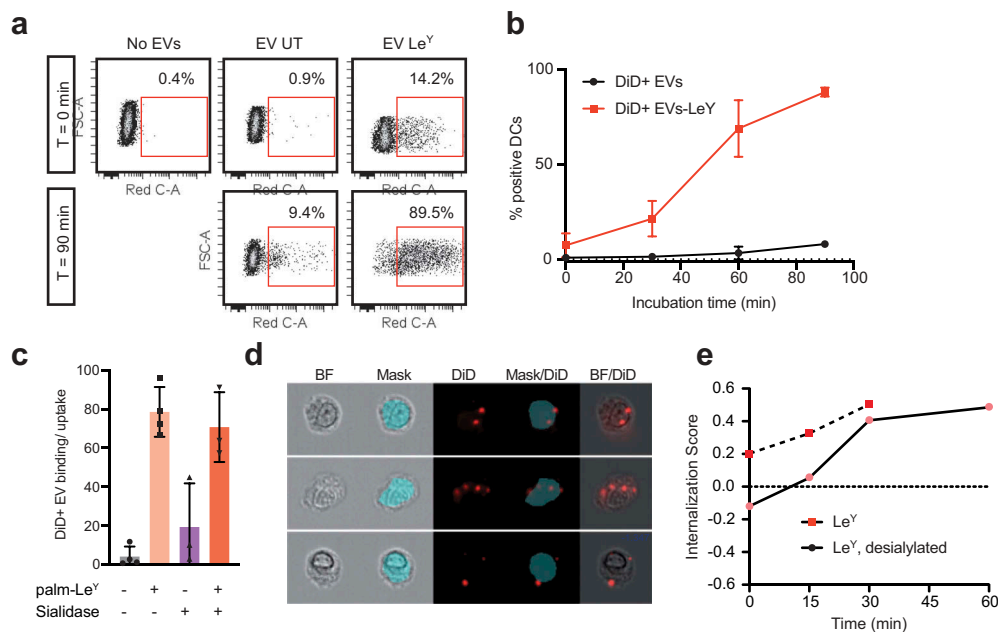 a
No EVs
EV UT
EV Leʸ
T = 0 min
FSC-A
0.4%
0.9%
14.2%
Red C-A
Red C-A
Red C-A
T = 90 min
FSC-A
9.4%
89.5%
Red C-A
Red C-A
b
% positive DCs
100
50
0
DiD+ EVs
DiD+ EVs-LeY
0
20
40
60
80
100
Incubation time (min)
c
DiD+ EV binding/ uptake
100
80
60
40
20
0
palm-Leʸ - + - +
Sialidase - - + +
d
BF
Mask
DiD
Mask/DiD
BF/DiD
e
Internalization Score
0.6
0.4
0.2
0.0
-0.2
-0.4
-0.6
Leʸ
Leʸ, desialylated
0
15
30
45
60
Time (min)